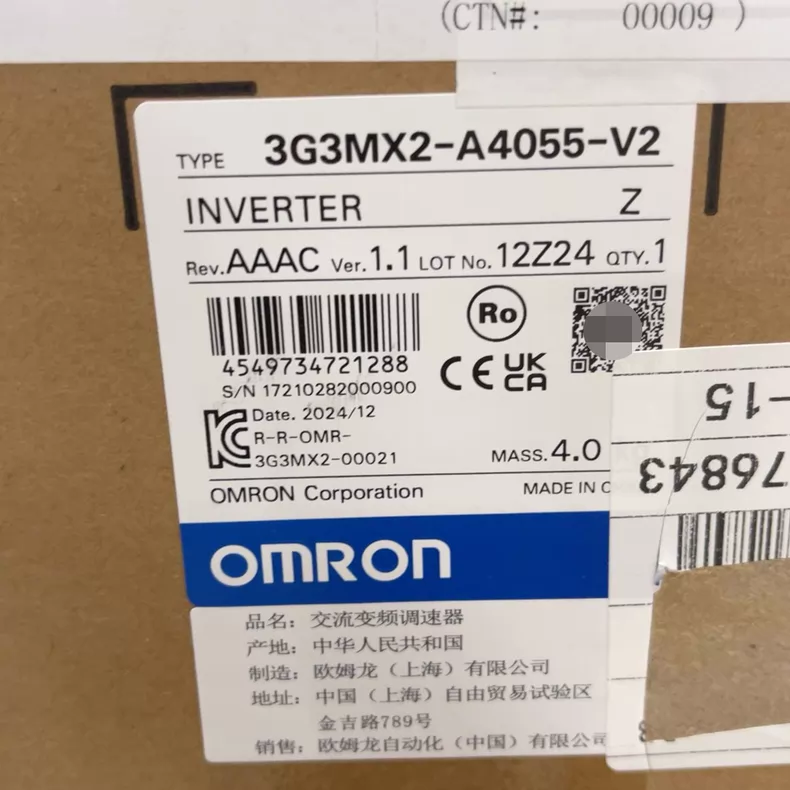 (CTN#: 00009 )
TYPE 3G3MX2-A4055-V2
INVERTER Z
Rev.AAAC Ver.1.1 LOT No.12Z24 QTY.1
Ro
4549734721288
S/N 17210282000900
CE UK CA
Date. 2024/12
R-R-OMR-
3G3MX2-00021
MASS.4.0
OMRON Corporation
MADE IN
-15
76843
OMRON
品名: 交流变频调速器
产地: 中华人民共和国
制造: 欧姆龙(上海)有限公司
地址: 中国(上海)自由贸易试验区
金吉路789号
销售: 欧姆龙自动化(中国)有限公司